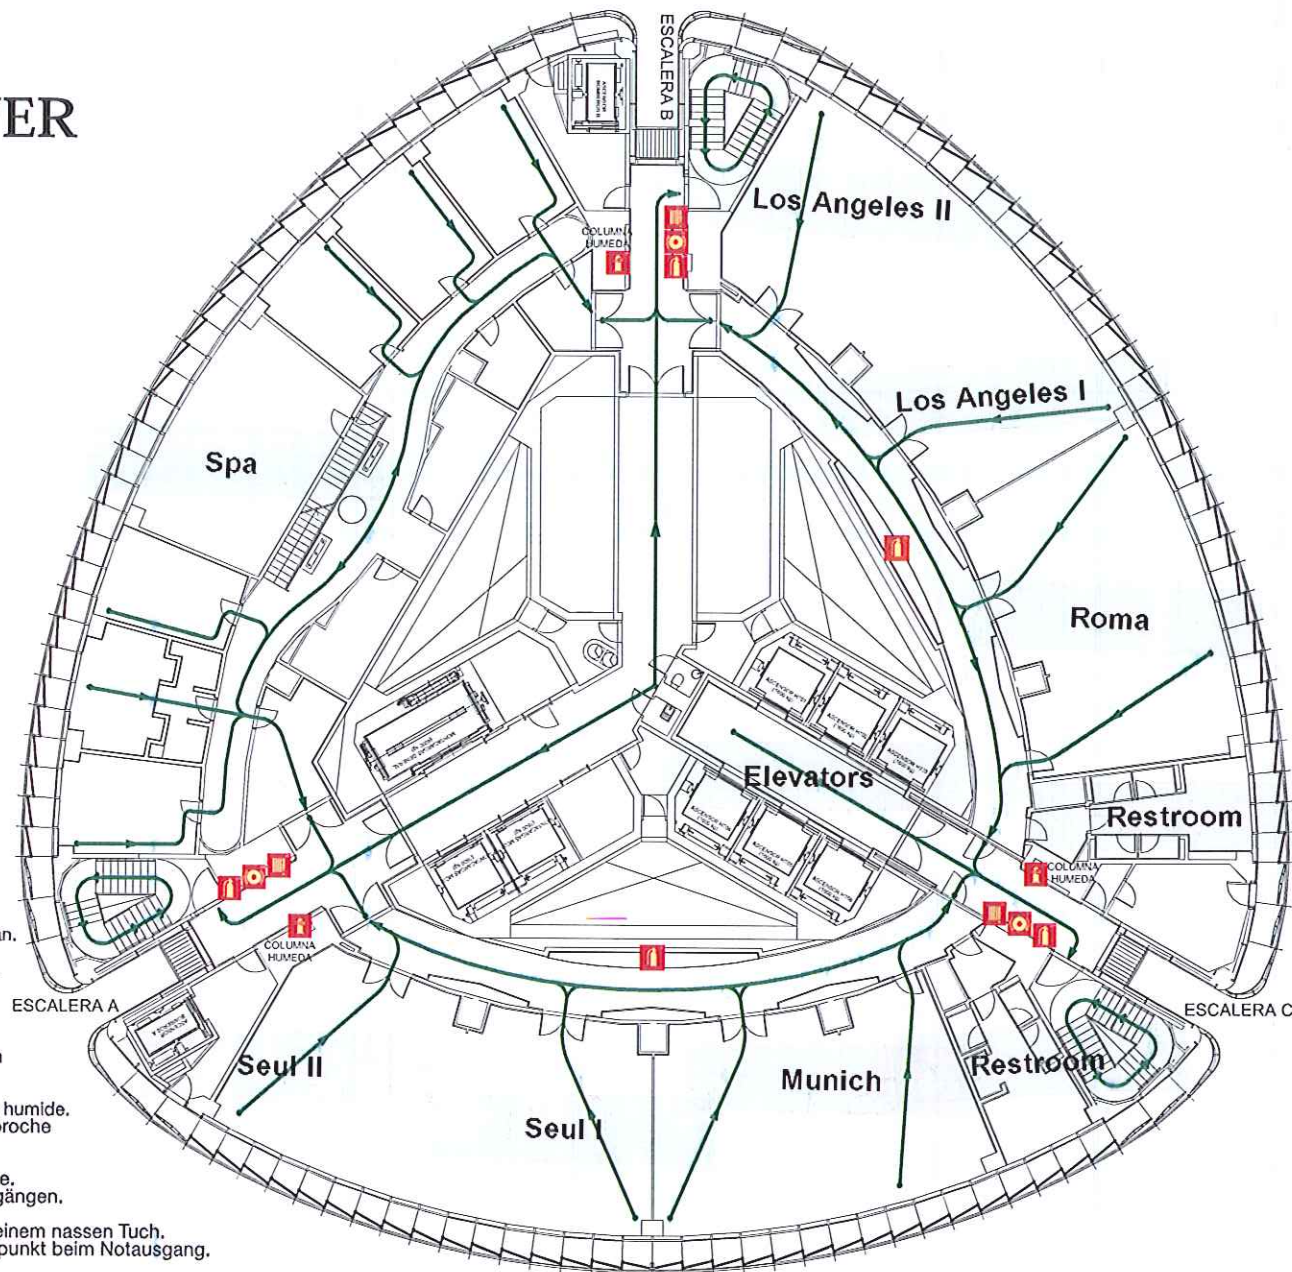 VER
ESCALERA B
Los Angeles II
COLUMNA
HUMEDA
Los Angeles I
Spa
Roma
Elevators
Restroom
COLUMNA
HUMEDA
an.
COLUMNA
HUMEDA
ESCALERA A
ESCALERA C
Seul II
Munich
Restroom
Seul I
humide.
proche
e.
gängen.
einem nassen Tuch.
punkt beim Notausgang.